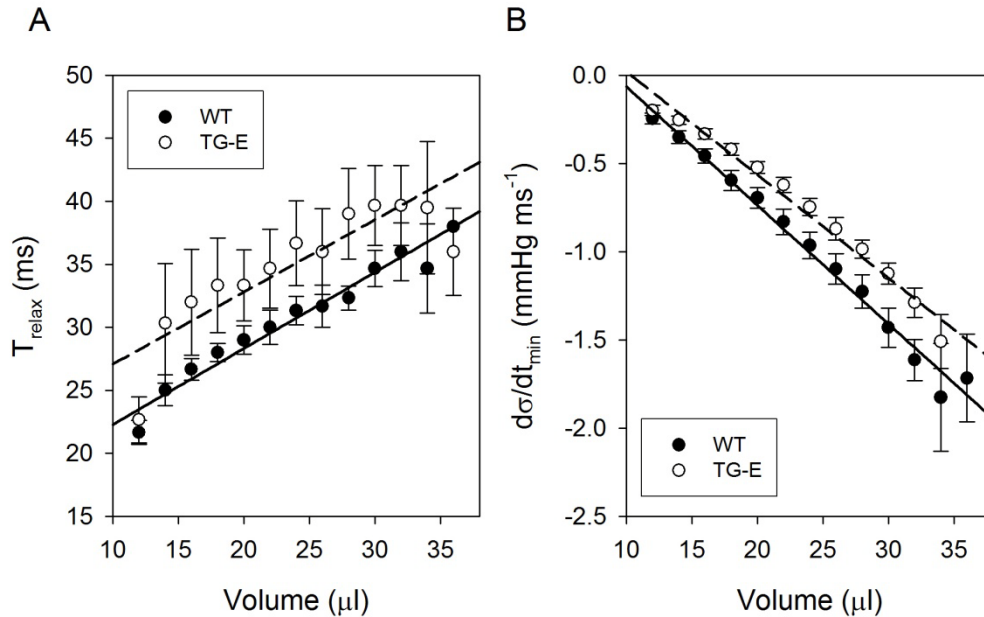 A
T_relax (ms)
50
45
40
35
30
25
20
15
WT
TG-E
10 15 20 25 30 35
Volume (μl)
B
dσ/dt_min (mmHg ms⁻¹)
0.0
-0.5
-1.0
-1.5
-2.0
-2.5
WT
TG-E
10 15 20 25 30 35
Volume (μl)